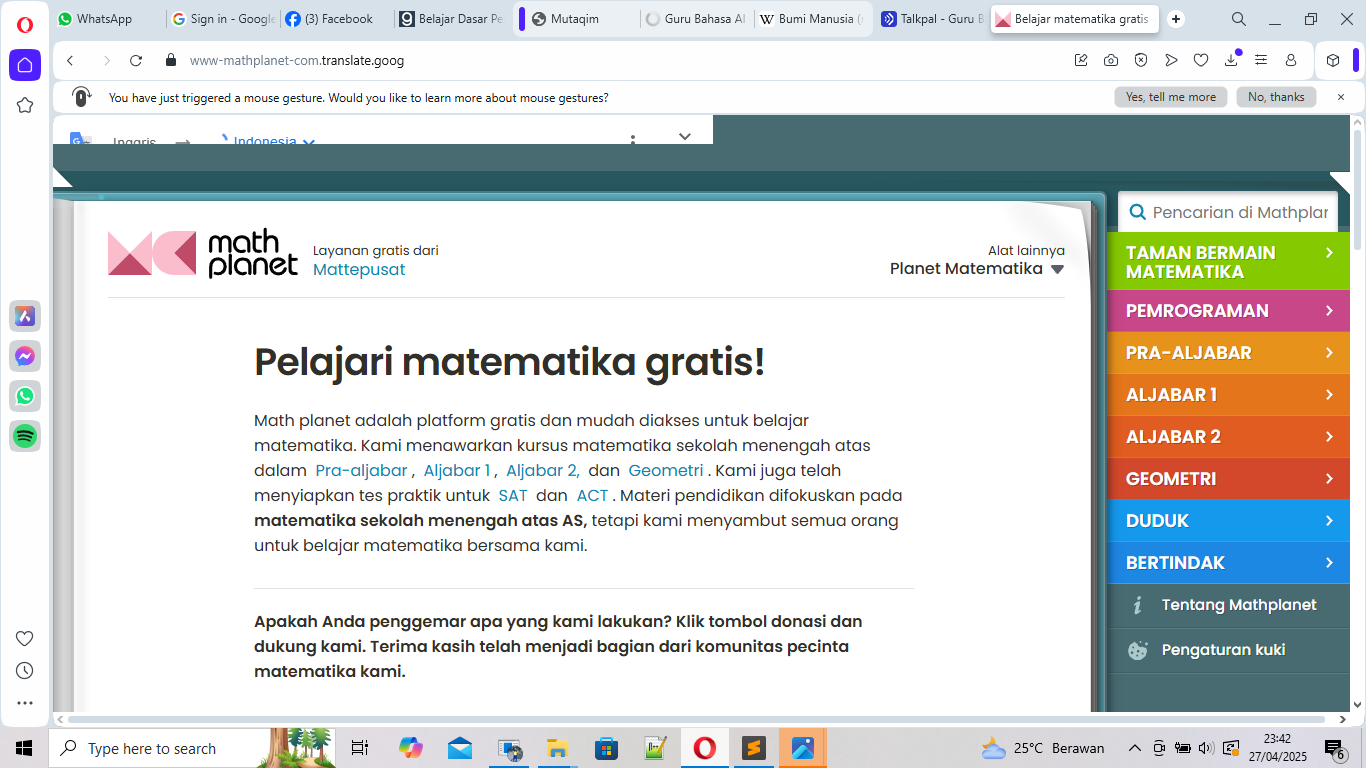 WhatsApp
Sign in - Google
(3) Facebook
Belajar Dasar Pe
Mutaqim
Guru Bahasa AI
Bumi Manusia (
Talkpal - Guru B
Belajar matematika gratis
www-mathplanet-com.translate.goog
You have just triggered a mouse gesture. Would you like to learn more about mouse gestures?
Yes, tell me more
No, thanks
Inggris
Indonesia
math
planet
Layanan gratis dari
Mattepusat
Alat lainnya
Planet Matematika
Pencarian di Mathplan
TAMAN BERMAIN
MATEMATIKA
PEMROGRAMAN
PRA-ALJABAR
ALJABAR 1
ALJABAR 2
GEOMETRI
DUDUK
BERTINDAK
Tentang Mathplanet
Pengaturan kuki
Pelajari matematika gratis!
Math planet adalah platform gratis dan mudah diakses untuk belajar
matematika. Kami menawarkan kursus matematika sekolah menengah atas
dalam Pra-aljabar , Aljabar 1 , Aljabar 2, dan Geometri . Kami juga telah
menyiapkan tes praktik untuk SAT dan ACT . Materi pendidikan difokuskan pada
matematika sekolah menengah atas AS, tetapi kami menyambut semua orang
untuk belajar matematika bersama kami.
Apakah Anda penggemar apa yang kami lakukan? Klik tombol donasi dan
dukung kami. Terima kasih telah menjadi bagian dari komunitas pecinta
matematika kami.
Type here to search
25°C Berawan
23:42
27/04/2025
6